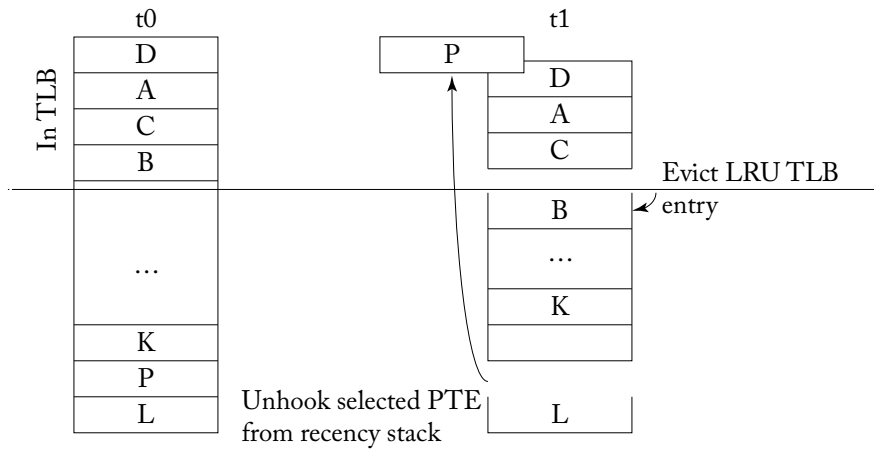 t0
D
A
C
B
...
K
P
L
In TLB
t1
P
D
A
C
B
...
K
L
Evict LRU TLB
entry
Unhook selected PTE
from recency stack